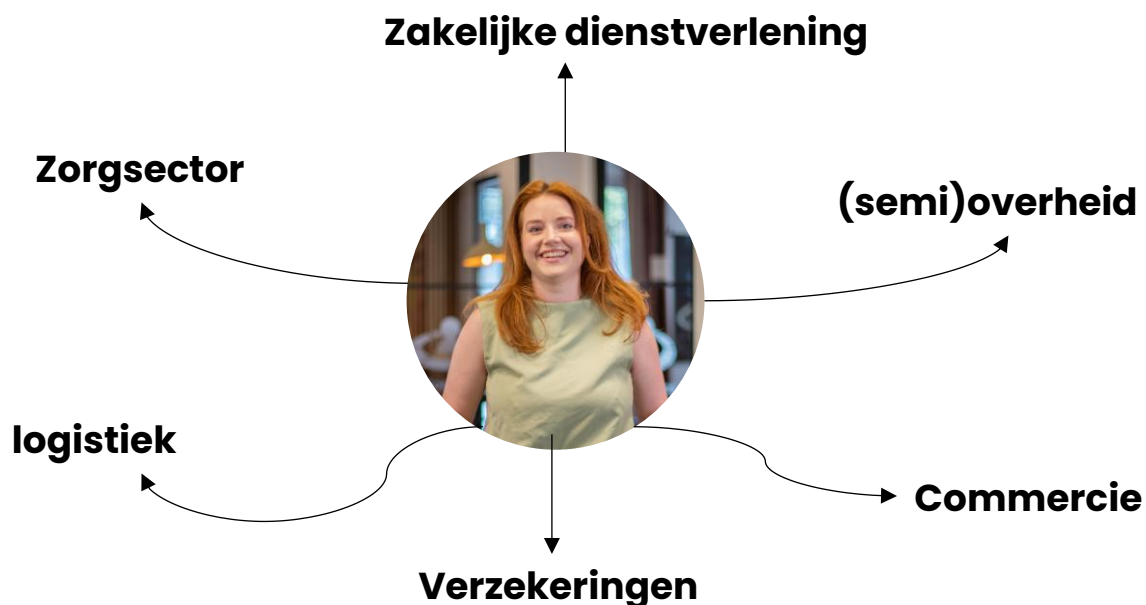 Zakelijke dienstverlening
Zorgsector
(semi)overheid
logistiek
Commercie
Verzekeringen